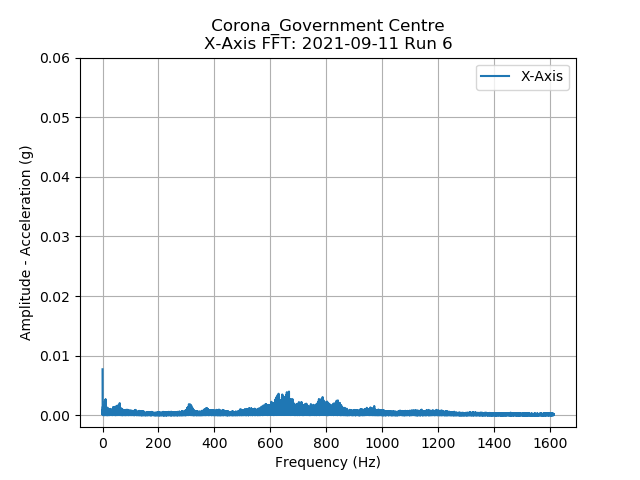 Corona_Government Centre
X-Axis FFT: 2021-09-11 Run 6
X-Axis
0.06
0.05
0.04
0.03
0.02
0.01
0.00
Amplitude - Acceleration (g)
0 200 400 600 800 1000 1200 1400 1600
Frequency (Hz)